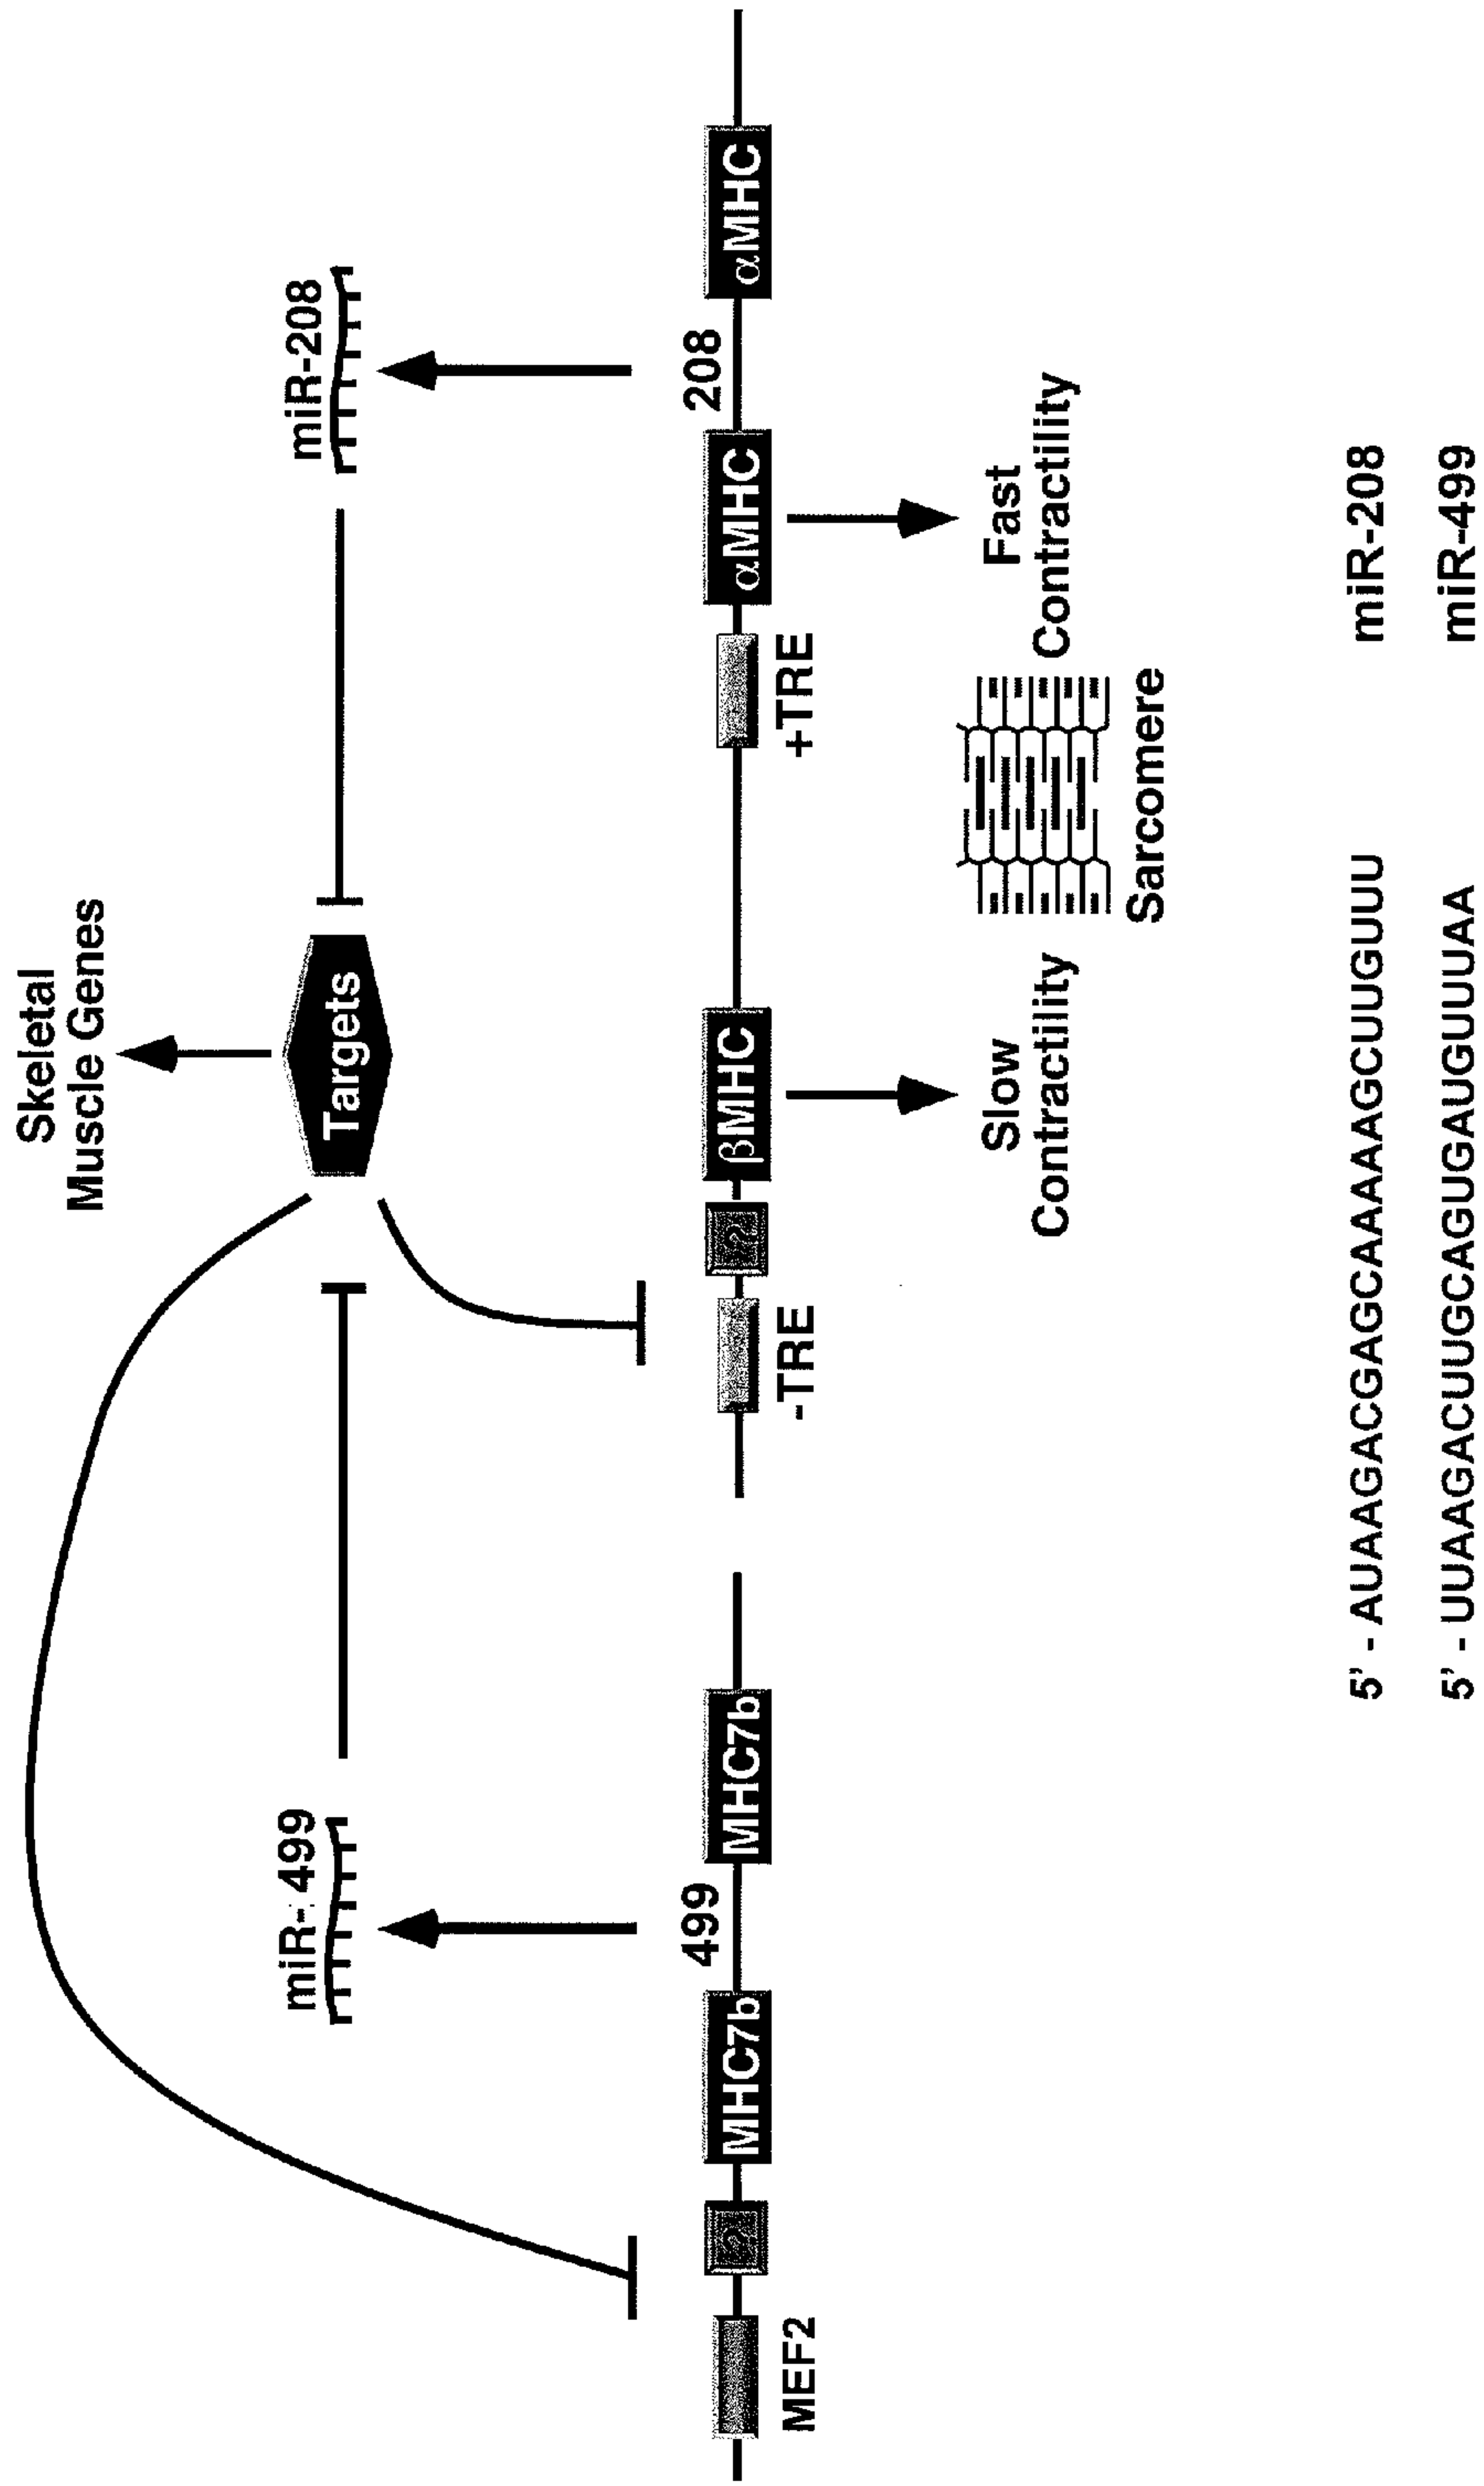 Skeletal
Muscle Genes
miR-499
Targets
miR-208
499
208
MEF2
?
MHC7b
MHC7b
-TRE
?
βMHC
+TRE
αMHC
αMHC
Slow
Contractility
Sarcomere
Fast
Contractility
5' - AUAAGACGAGCAAAAAGCUUGUUU miR-208
5' - UUAAGACUUGCAGUGAUGUUUAA miR-499